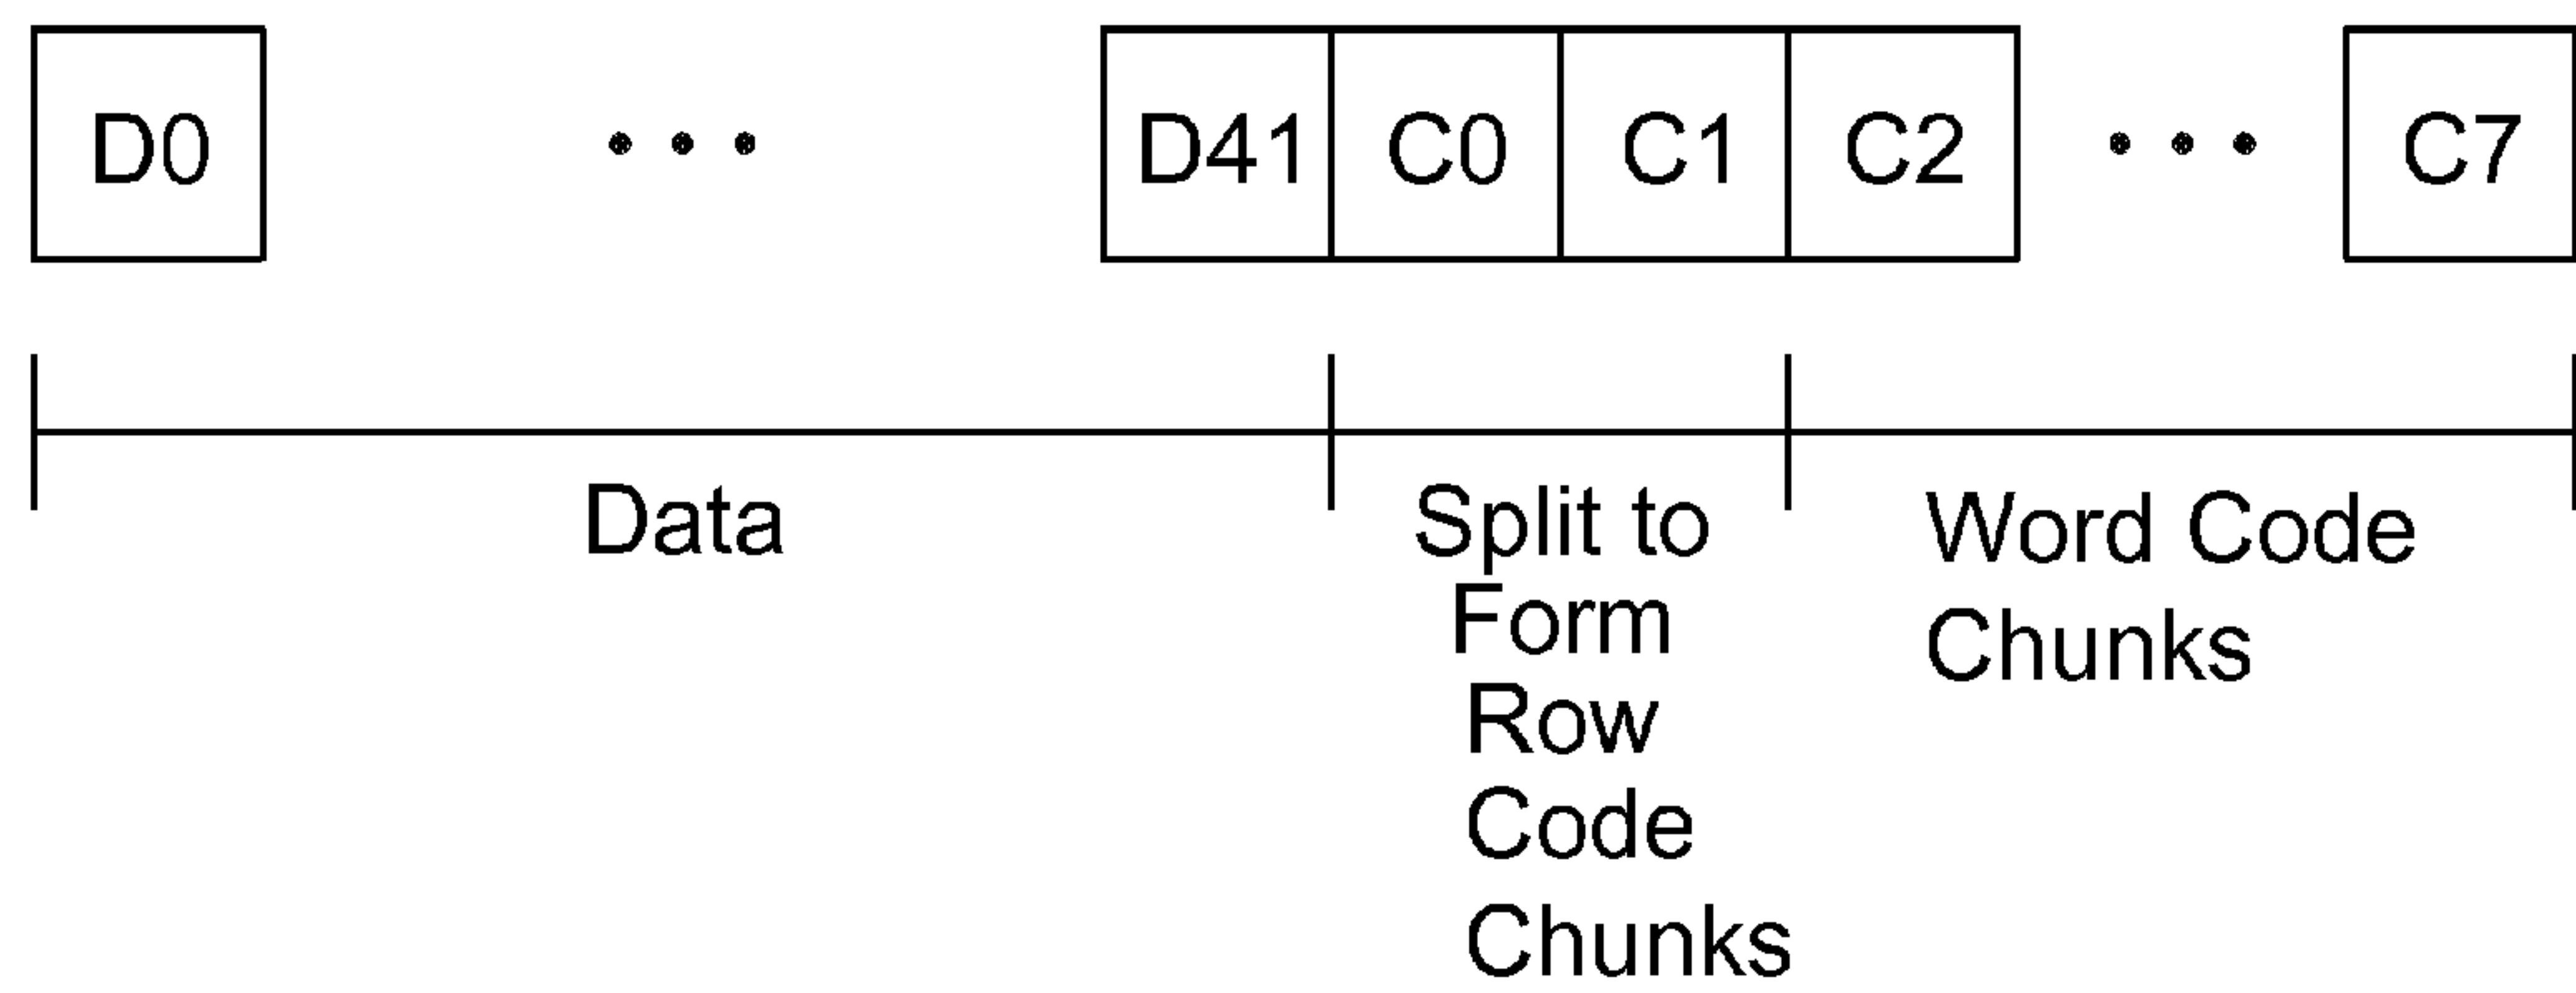 D0 • • • D41 C0 C1 C2 • • • C7
Data
Split to
Form
Row
Code
Chunks
Word Code
Chunks